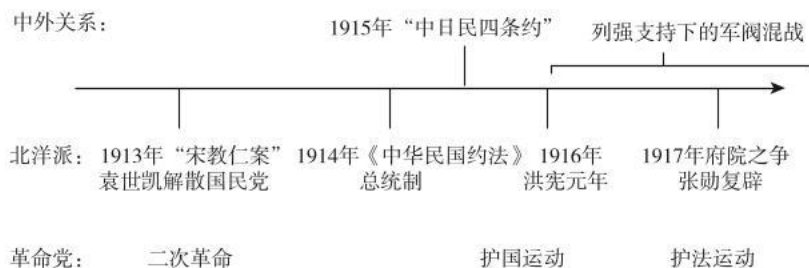 中外关系： 1915年“中日民四条约” 列强支持下的军阀混战
北洋派： 1913年“宋教仁案” 1914年《中华民国约法》 1916年 1917年府院之争
袁世凯解散国民党 总统制 洪宪元年 张勋复辟
革命党： 二次革命 护国运动 护法运动